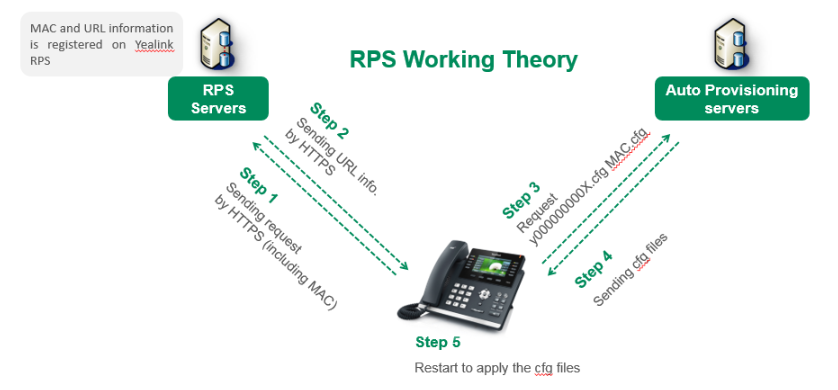 MAC and URL information
is registered on Yealink
RPS
RPS Working Theory
RPS
Servers
Auto Provisioning
servers
Step 2
Sending URL info.
by HTTPS
Step 1
Sending request
by HTTPS (including MAC)
Step 3
Request
y00000000X.cfg MAC.cfg
Step 4
Sending cfg files
Step 5
Restart to apply the cfg files